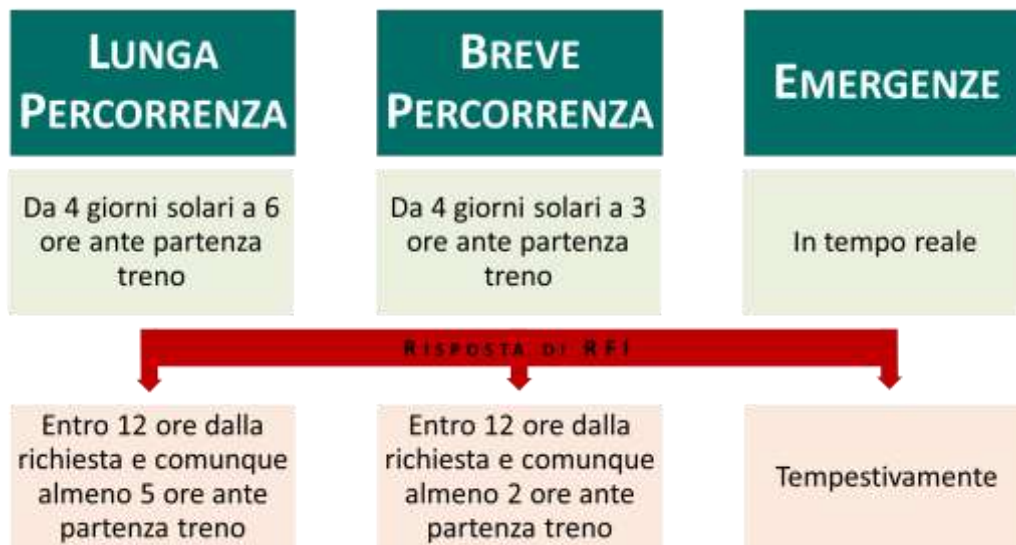 LUNGA
PERCORRENZA
BREVE
PERCORRENZA
EMERGENZE
Da 4 giorni solari a 6
ore ante partenza
treno
Da 4 giorni solari a 3
ore ante partenza
treno
In tempo reale
RISPOSTA DI RFI
Entro 12 ore dalla
richiesta e comunque
almeno 5 ore ante
partenza treno
Entro 12 ore dalla
richiesta e comunque
almeno 2 ore ante
partenza treno
Tempestivamente